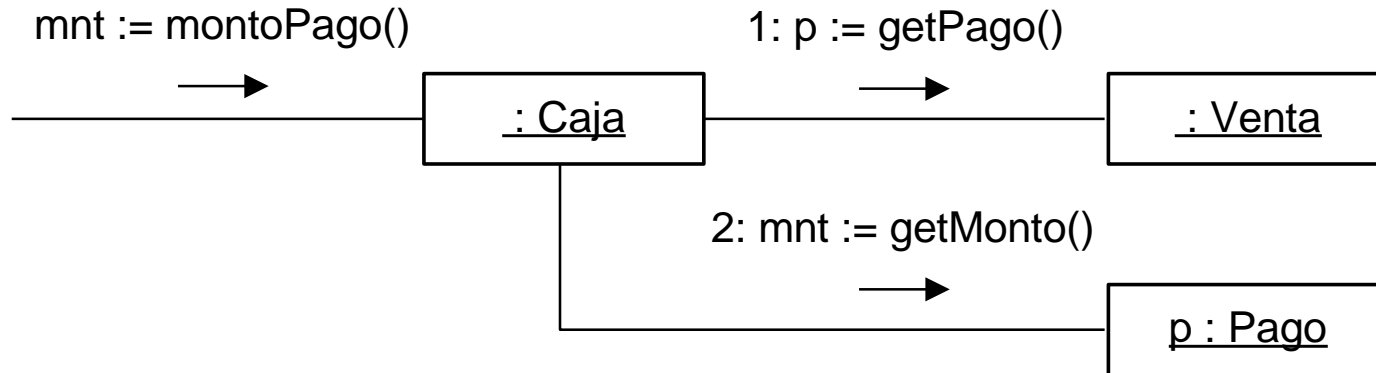 mnt := montoPago()
1: p := getPago()
: Caja
: Venta
2: mnt := getMonto()
p : Pago